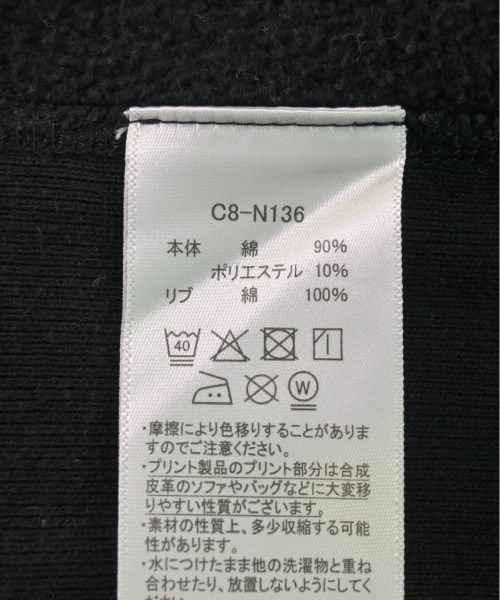 C8-N136
本体 綿 90%
ポリエステル 10%
リブ 綿 100%
40
W
・摩擦により色移りすることがありま
すのでご注意ください。
・プリント製品のプリント部分は合成
皮革のソファやバッグなどに大変移
りやすい性質がございます。
・素材の性質上、多少収縮する可能
性があります。
・水につけたまま他の洗濯物と重ね
合わせたり、放置しないようにしてく
ださい。